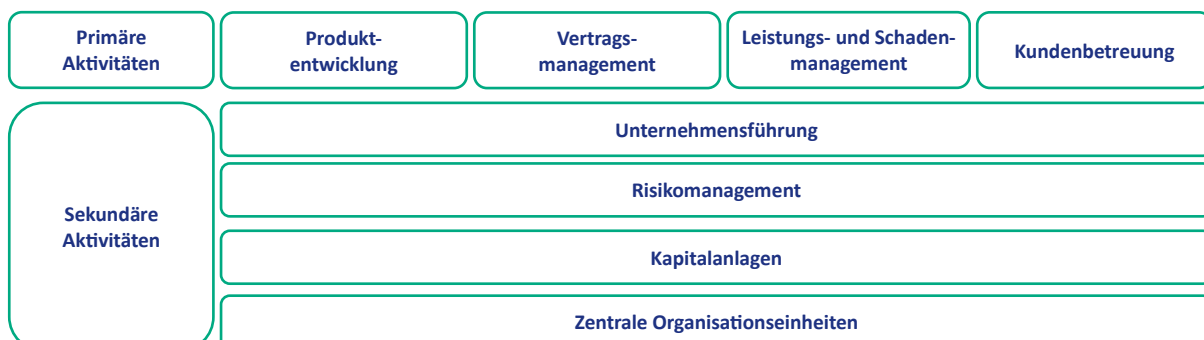 Primäre
Aktivitäten
Produkt-
entwicklung
Vertrags-
management
Leistungs- und Schaden-
management
Kundenbetreuung
Sekundäre
Aktivitäten
Unternehmensführung
Risikomanagement
Kapitalanlagen
Zentrale Organisationseinheiten